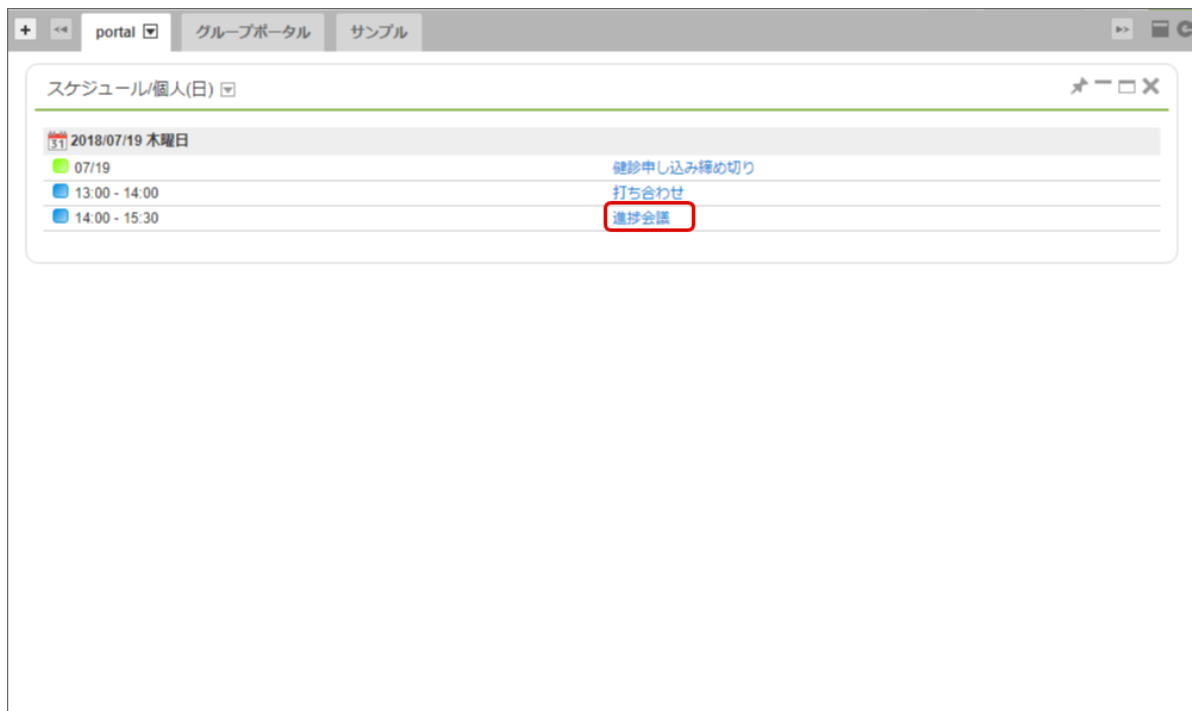 portal グループポータル サンプル
スケジュール/個人(日)
31 2018/07/19 木曜日
07/19 健診申し込み締め切り
13:00 - 14:00 打ち合わせ
14:00 - 15:30 進捗会議